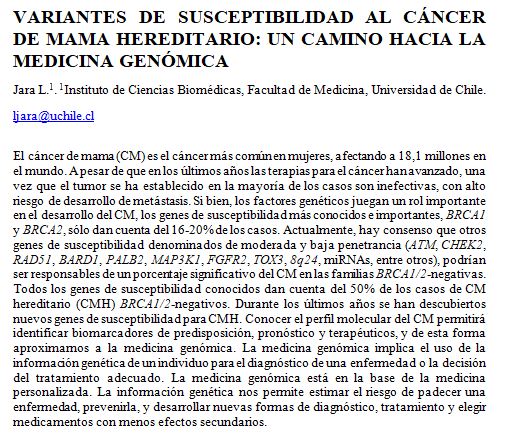 VARIANTES DE SUSCEPTIBILIDAD AL CÁNCER
DE MAMA HEREDITARIO: UN CAMINO HACIA LA
MEDICINA GENÓMICA
Jara L.1. 1Instituto de Ciencias Biomédicas, Facultad de Medicina, Universidad de Chile.
ljara@uchile.cl
El cáncer de mama (CM) es el cáncer más común en mujeres, afectando a 18,1 millones en
el mundo. A pesar de que en los últimos años las terapias para el cáncer han avanzado, una
vez que el tumor se ha establecido en la mayoría de los casos son inefectivas, con alto
riesgo de desarrollo de metástasis. Si bien, los factores genéticos juegan un rol importante
en el desarrollo del CM, los genes de susceptibilidad más conocidos e importantes, BRCA1
y BRCA2, sólo dan cuenta del 16-20% de los casos. Actualmente, hay consenso que otros
genes de susceptibilidad denominados de moderada y baja penetrancia (ATM, CHEK2,
RAD51, BARD1, PALB2, MAP3K1, FGFR2, TOX3, 8q24, miRNAs, entre otros), podrían
ser responsables de un porcentaje significativo del CM en las familias BRCA1/2-negativas.
Todos los genes de susceptibilidad conocidos dan cuenta del 50% de los casos de CM
hereditario (CMH) BRCA1/2-negativos. Durante los últimos años se han descubiertos
nuevos genes de susceptibilidad para CMH. Conocer el perfil molecular del CM permitirá
identificar biomarcadores de predisposición, pronóstico y terapéuticos, y de esta forma
aproximarnos a la medicina genómica. La medicina genómica implica el uso de la
información genética de un individuo para el diagnóstico de una enfermedad o la decisión
del tratamiento adecuado. La medicina genómica está en la base de la medicina
personalizada. La información genética nos permite estimar el riesgo de padecer una
enfermedad, prevenirla, y desarrollar nuevas formas de diagnóstico, tratamiento y elegir
medicamentos con menos efectos secundarios.